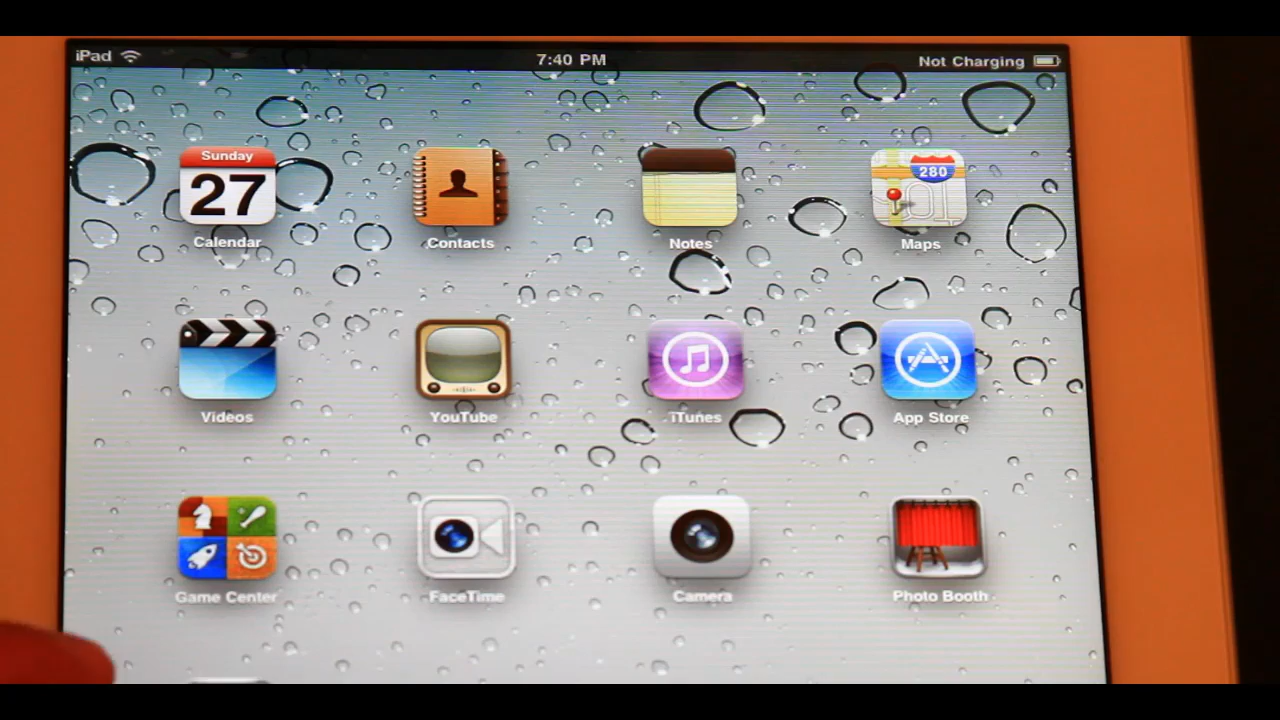 iPad 7:40 PM Not Charging
Sunday
27
280
Calendar Contacts Notes Maps
Videos YouTube iTunes App Store
Game Center FaceTime Camera Photo Booth